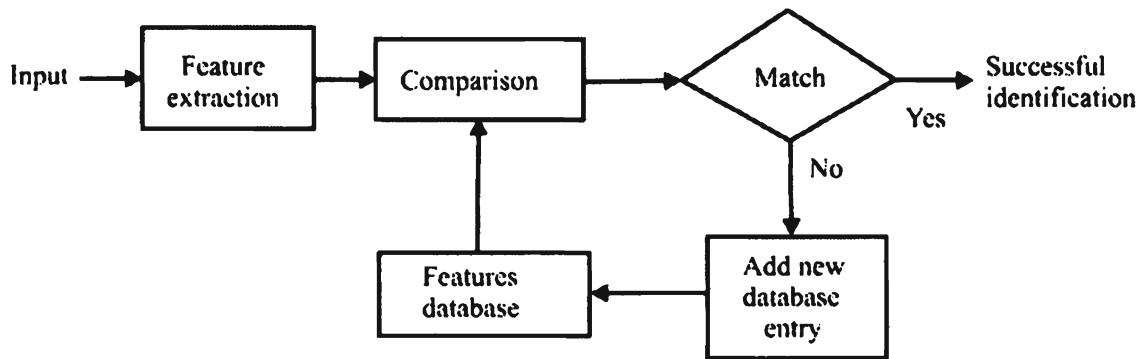 Input
Feature
extraction
Comparison
Match
Successful
identification
Yes
No
Features
database
Add new
database
entry